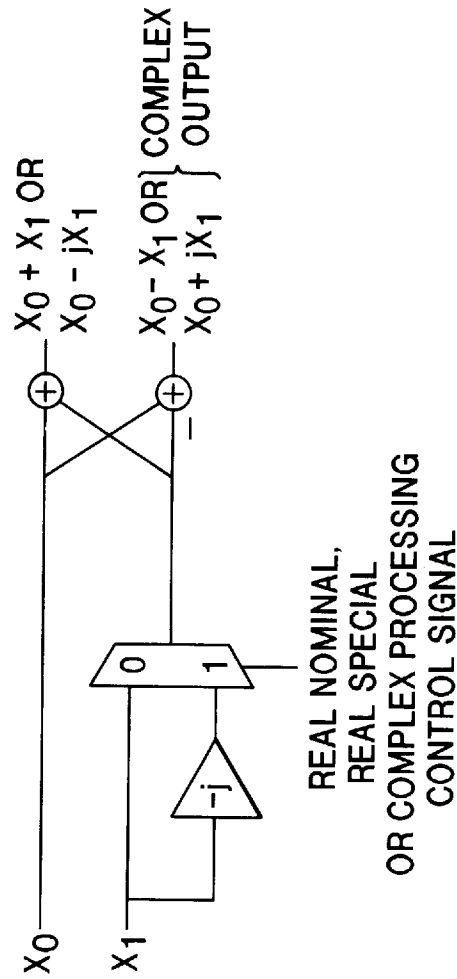 X0
X1
-j
0
1
+
+
−
X0 + X1 OR
X0 - jX1
X0 - X1 OR
X0 + jX1
COMPLEX
OUTPUT
REAL NOMINAL,
REAL SPECIAL
OR COMPLEX PROCESSING
CONTROL SIGNAL